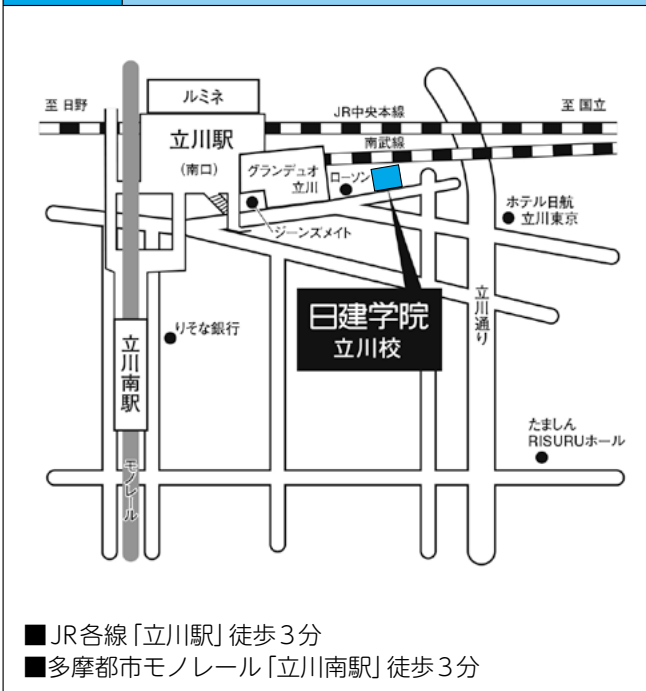 ルミネ
至 日野
JR中央本線
至 国立
立川駅
(南口)
南武線
グランデュオ
立川
ローソン
ホテル日航
立川東京
ジーンズメイト
日建学院
立川校
立川通り
りそな銀行
立川南駅
たましん
RISURUホール
モノレール
■JR各線「立川駅」徒歩3分
■多摩都市モノレール「立川南駅」徒歩3分